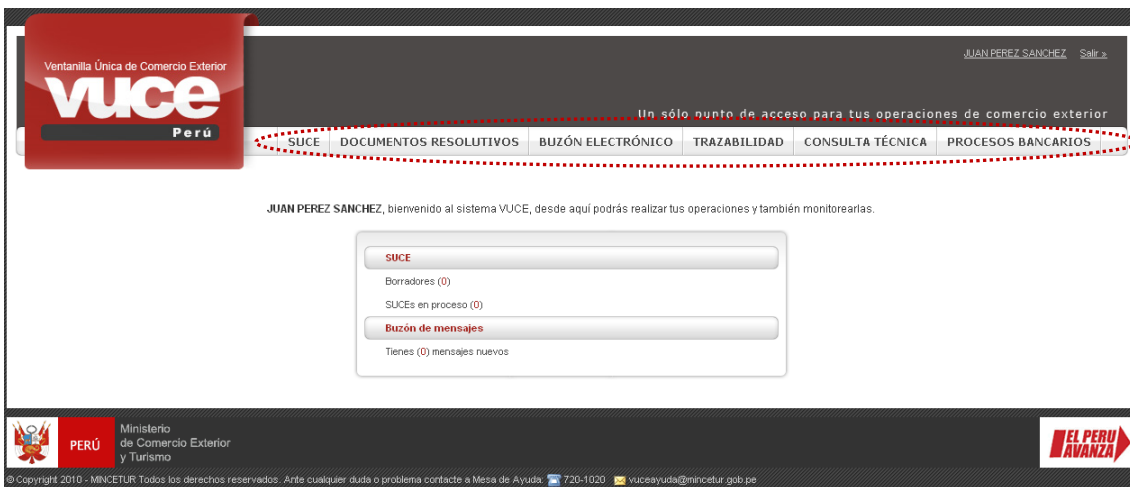 JUAN PEREZ SANCHEZ Salir »
Ventanilla Única de Comercio Exterior
vuce
Perú
Un sólo punto de acceso para tus operaciones de comercio exterior
SUCE DOCUMENTOS RESOLUTIVOS BUZÓN ELECTRÓNICO TRAZABILIDAD CONSULTA TÉCNICA PROCESOS BANCARIOS
JUAN PEREZ SANCHEZ, bienvenido al sistema VUCE, desde aquí podrás realizar tus operaciones y también monitorearlas.
SUCE
Borradores (0)
SUCEs en proceso (0)
Buzón de mensajes
Tienes (0) mensajes nuevos
PERÚ
Ministerio
de Comercio Exterior
y Turismo
EL PERU
AVANZA
© Copyright 2010 - MINCETUR Todos los derechos reservados. Ante cualquier duda o problema contacte a Mesa de Ayuda: 720-1020 vuceayuda@mincetur.gob.pe